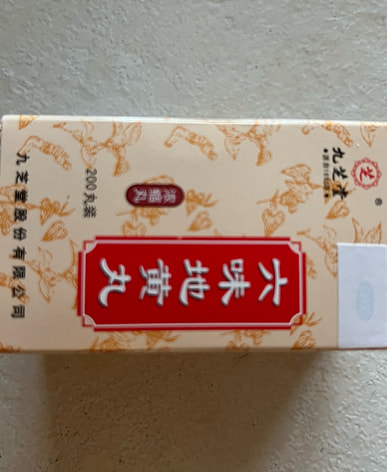 九芝堂
芝
®
六味地黄丸
浓缩丸
200丸装
九芝堂股份有限公司